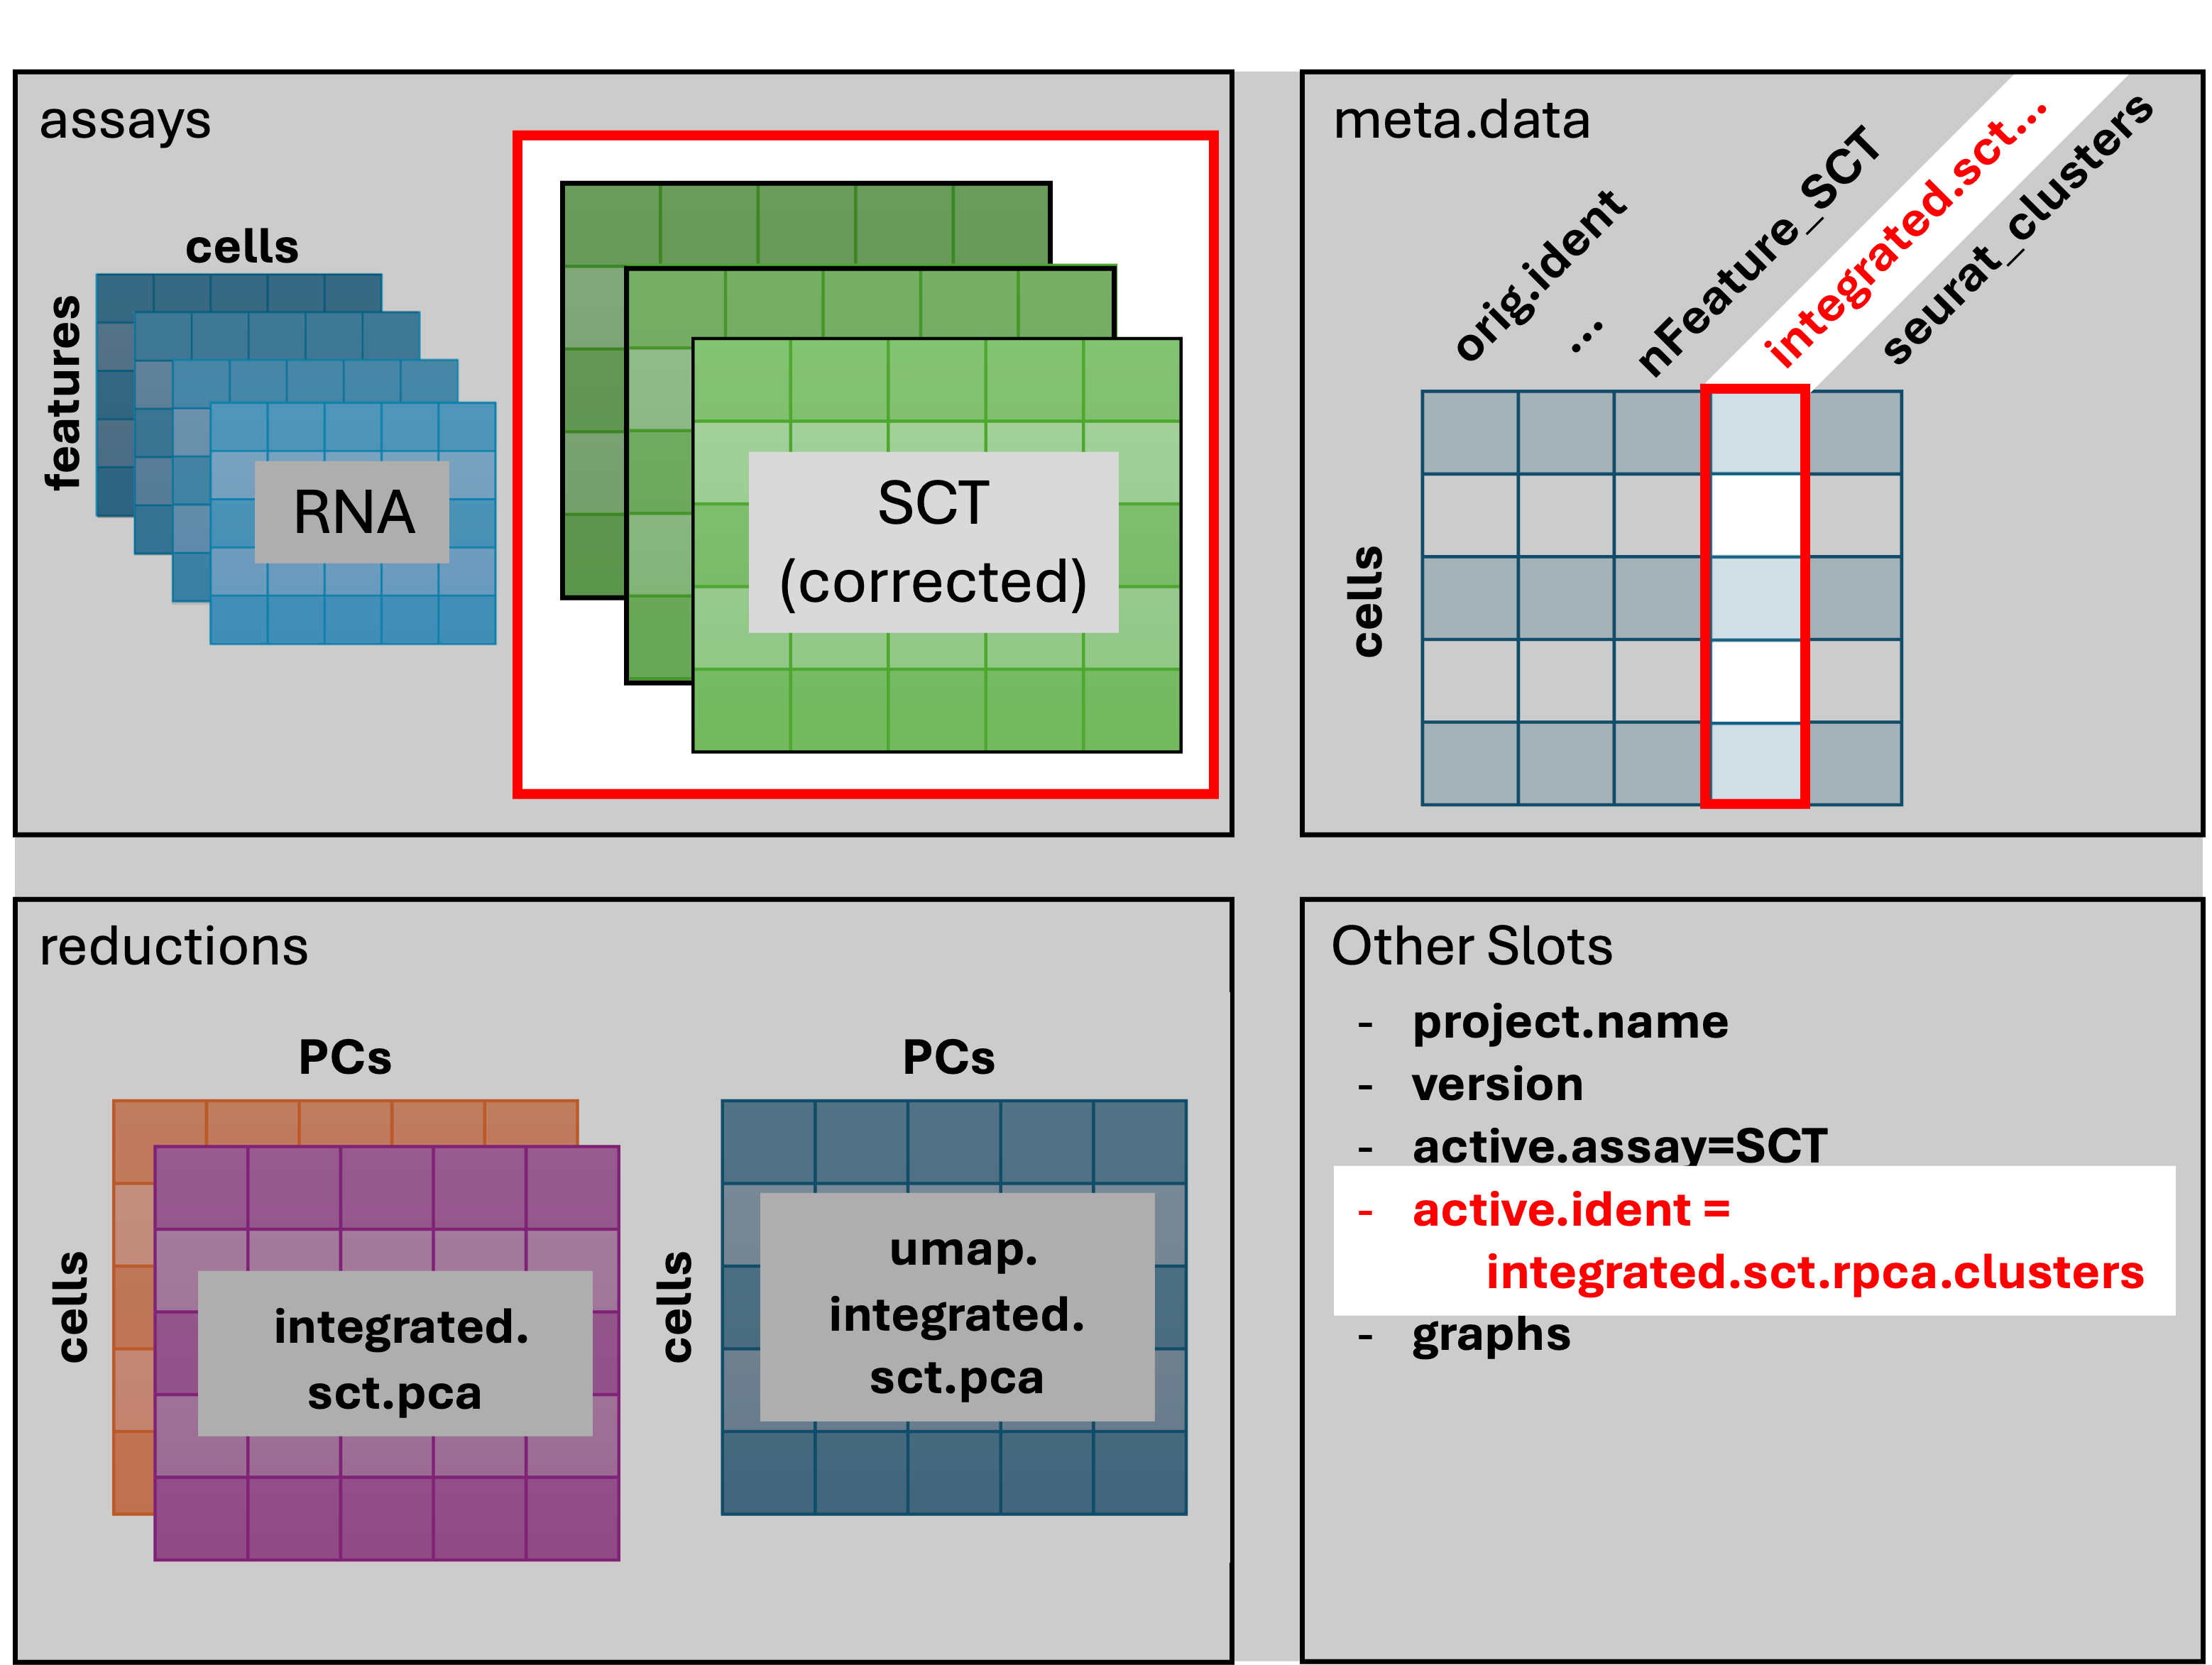 assays
cells
features
RNA
SCT
(corrected)
meta.data
orig.ident
...
nFeature_SCT
integrated.sct...
seurat_clusters
cells
reductions
PCs
cells
integrated.
sct.pca
PCs
cells
umap.
integrated.
sct.pca
Other Slots
- project.name
- version
- active.assay=SCT
- active.ident =
integrated.sct.rpca.clusters
- graphs